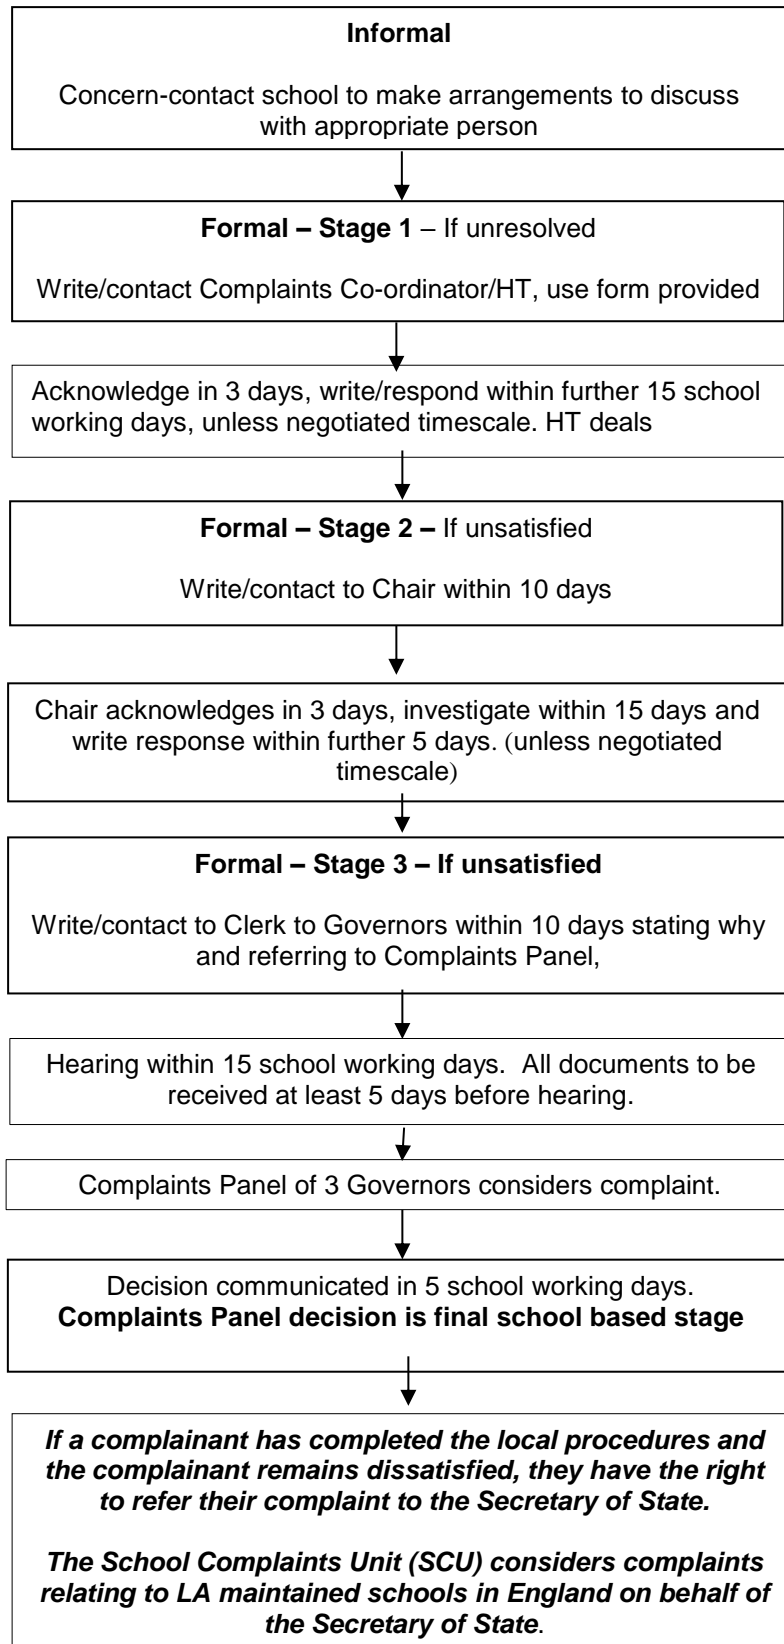 Informal
Concern-contact school to make arrangements to discuss
with appropriate person
Formal – Stage 1 – If unresolved
Write/contact Complaints Co-ordinator/HT, use form provided
Acknowledge in 3 days, write/respond within further 15 school
working days, unless negotiated timescale. HT deals
Formal – Stage 2 – If unsatisfied
Write/contact to Chair within 10 days
Chair acknowledges in 3 days, investigate within 15 days and
write response within further 5 days. (unless negotiated
timescale)
Formal – Stage 3 – If unsatisfied
Write/contact to Clerk to Governors within 10 days stating why
and referring to Complaints Panel,
Hearing within 15 school working days.  All documents to be
received at least 5 days before hearing.
Complaints Panel of 3 Governors considers complaint.
Decision communicated in 5 school working days.
Complaints Panel decision is final school based stage
If a complainant has completed the local procedures and
the complainant remains dissatisfied, they have the right
to refer their complaint to the Secretary of State.
The School Complaints Unit (SCU) considers complaints
relating to LA maintained schools in England on behalf of
the Secretary of State.